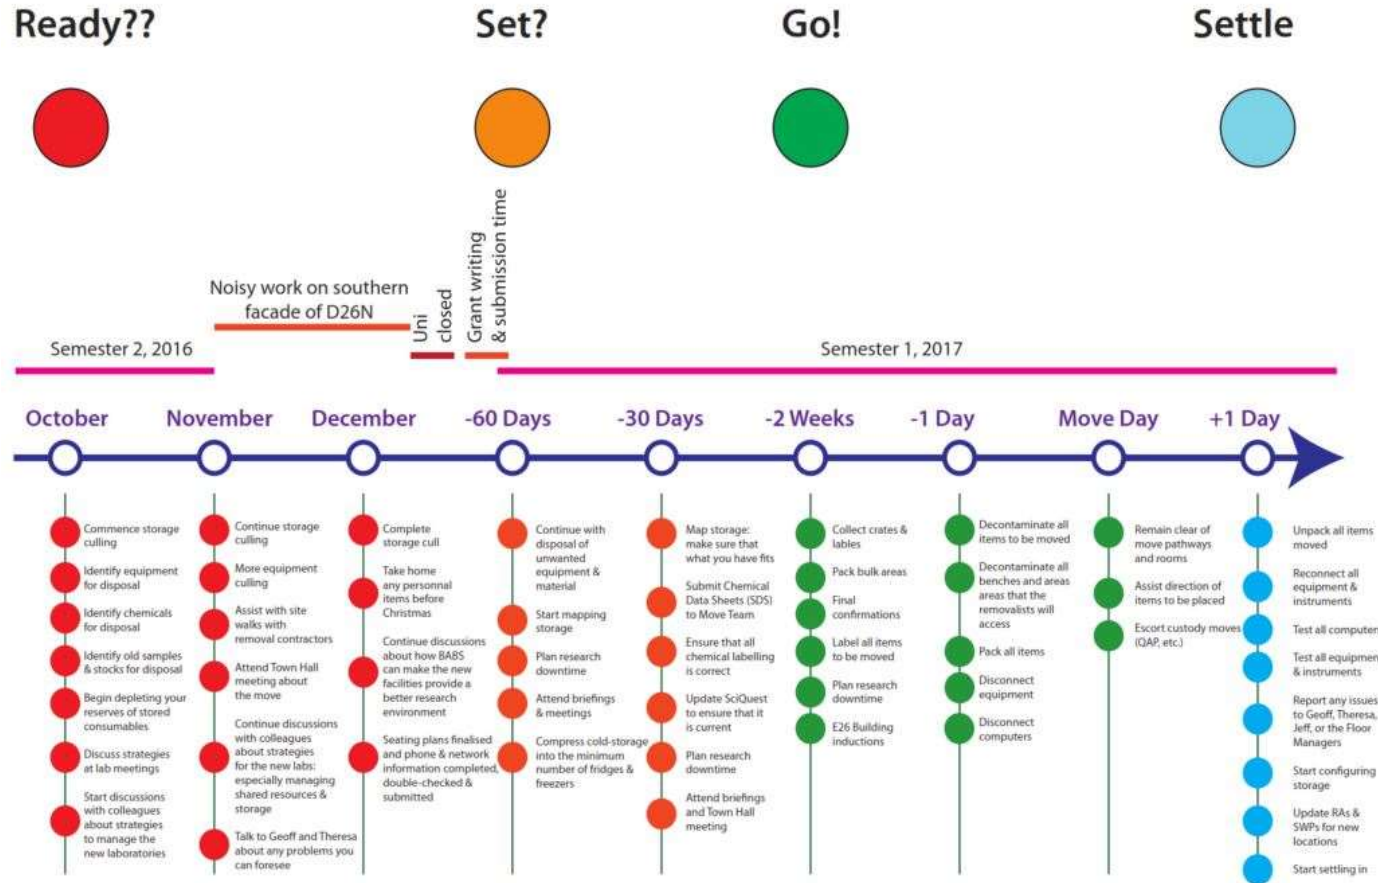 Ready??
Set?
Go!
Settle
Noisy work on southern
facade of D26N
Uni
closed
Grant writing
& submission time
Semester 2, 2016
Semester 1, 2017
October
November
December
-60 Days
-30 Days
-2 Weeks
-1 Day
Move Day
+1 Day
Commence storage
culling
Identify equipment
for disposal
Identify chemicals
for disposal
Identify old samples
& stocks for disposal
Begin depleting your
reserves of stored
consumables
Discuss strategies
at lab meetings
Start discussions
with colleagues
about strategies
to manage the
new laboratories
Continue storage
culling
More equipment
culling
Assist with site
walks with
removal contractors
Attend Town Hall
meeting about
the move
Continue discussions
with colleagues
about strategies
for the new labs:
especially managing
shared resources &
storage
Talk to Geoff and Theresa
about any problems you
can foresee
Complete
storage cull
Take home
any personnal
items before
Christmas
Continue discussions
about how BABS
can make the new
facilities provide a
better research
environment
Seating plans finalised
and phone & network
information completed,
double-checked &
submitted
Continue with
disposal of
unwanted
equipment &
material
Start mapping
storage
Plan research
downtime
Attend briefings
& meetings
Compress cold-storage
into the minimum
number of fridges &
freezers
Map storage:
make sure that
what you have fits
Submit Chemical
Data Sheets (SDS)
to Move Team
Ensure that all
chemical labelling
is correct
Update SciQuest
to ensure that it
is current
Plan research
downtime
Attend briefings
and Town Hall
meeting
Collect crates &
lables
Pack bulk areas
Final
confirmations
Label all items
to be moved
Plan research
downtime
E26 Building
inductions
Decontaminate all
items to be moved
Decontaminate all
benches and areas
areas that the
removalists will
access
Pack all items
Disconnect
equipment
Disconnect
computers
Remain clear of
move pathways
and rooms
Assist direction of
items to be placed
Escort custody moves
(QAP, etc.)
Unpack all items
moved
Reconnect all
equipment &
instruments
Test all computer
Test all equipmen
& instruments
Report any issues
to Geoff, Theresa,
Jeff, or the Floor
Managers
Start configuring
storage
Update RAs &
SWPs for new
locations
Start settling in